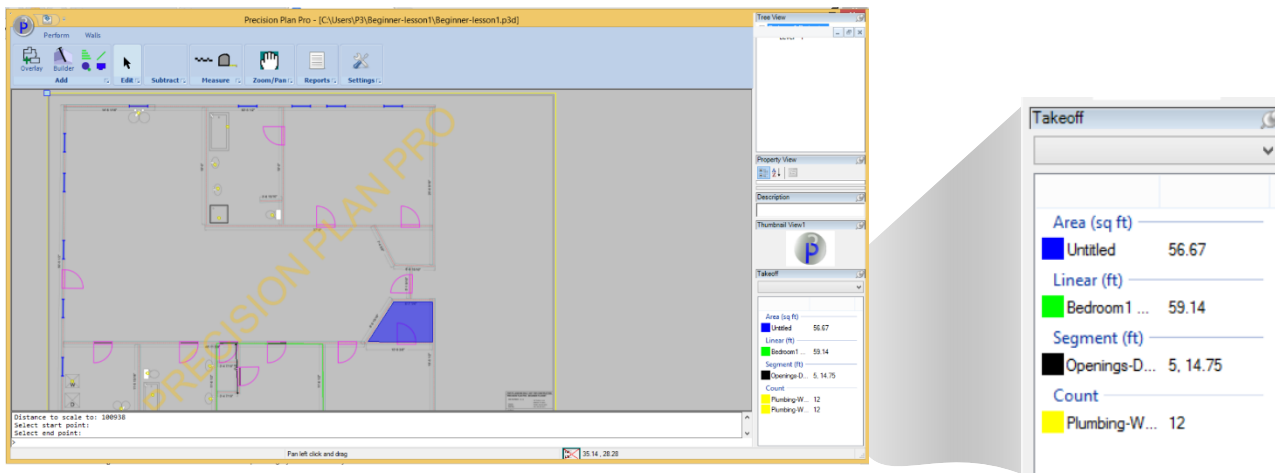 Precision Plan Pro - [C:\Users\P3\Beginner-lesson1\Beginner-lesson1.p3d]
Perform Walls
Overlay Builder
Add Edit Subtract Measure Zoom/Pan Reports Settings
PRECISION PLAN PRO
Distance to scale to: 100938
Select start point:
Select end point:
>
Pan left click and drag 35.14 , 28.28
Tree View
Property View
Description
Thumbnail View1
Takeoff
Area (sq ft)
Untitled 56.67
Linear (ft)
Bedroom1 ... 59.14
Segment (ft)
Openings-D... 5, 14.75
Count
Plumbing-W... 12
Plumbing-W... 12
Takeoff
Area (sq ft)
Untitled 56.67
Linear (ft)
Bedroom1 ... 59.14
Segment (ft)
Openings-D... 5, 14.75
Count
Plumbing-W... 12